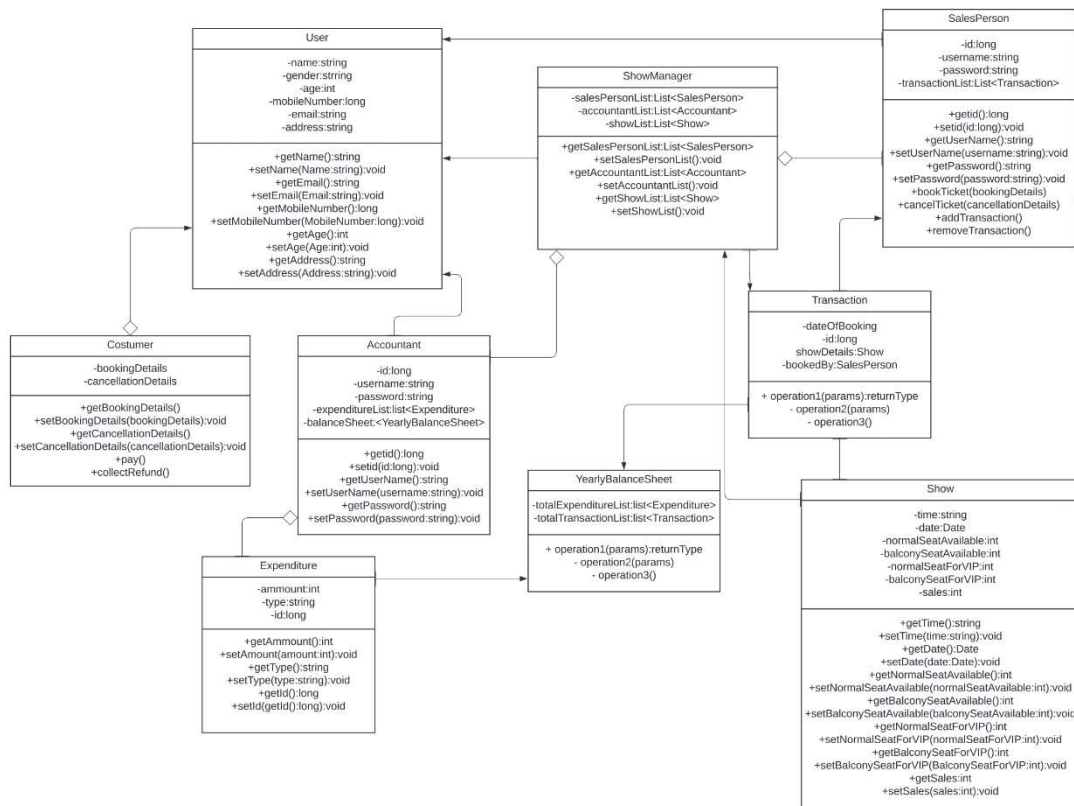 User
-name:string
-gender:string
-age:int
-mobileNumber:long
-email:string
-address:string
+getName():string
+setName(Name:string):void
+getEmail():string
+setEmail(Email:string):void
+getMobileNumber():long
+setMobileNumber(MobileNumber:long):void
+getAge():int
+setAge(Age:int):void
+getAddress():string
+setAddress(Address:string):void
ShowManager
-salesPersonList:List<SalesPerson>
-accountantList:List<Accountant>
-showList:List<Show>
+getSalesPersonList:List<SalesPerson>
+setSalesPersonList():void
+getAccountantList:List<Accountant>
+setAccountantList():void
+getShowList:List<Show>
+setShowList():void
SalesPerson
-id:long
-username:string
-password:string
-transactionList:List<Transaction>
+getid():long
+setid(id:long):void
+getUserName():string
+setUserName(username:string):void
+getPassword():string
+setPassword(password:string):void
+bookTicket(bookingDetails)
+cancelTicket(cancellationDetails)
+addTransaction()
+removeTransaction()
Costumer
-bookingDetails
-cancellationDetails
+getBookingDetails()
+setBookingDetails(bookingDetails):void
+getCancellationDetails()
+setCancellationDetails(cancellationDetails):void
+pay()
+collectRefund()
Accountant
-id:long
-username:string
-password:string
-expenditureList:list<Expenditure>
-balanceSheet:<YearlyBalanceSheet>
+getid():long
+setid(id:long):void
+getUserName():string
+setUserName(username:string):void
+getPassword():string
+setPassword(password:string):void
Transaction
-dateOfBooking
-id:long
showDetails:Show
-bookedBy:SalesPerson
+ operation1(params):returnType
- operation2(params)
- operation3()
YearlyBalanceSheet
-totalExpenditureList:list<Expenditure>
-totalTransactionList:list<Transaction>
+ operation1(params):returnType
- operation2(params)
- operation3()
Expenditure
-ammount:int
-type:string
-id:long
+getAmmount():int
+setAmount(amount:int):void
+getType():string
+setType(type:string):void
+getId():long
+setId(getId():long):void
Show
-time:string
-date:Date
-normalSeatAvailable:int
-balconySeatAvailable:int
-normalSeatForVIP:int
-balconySeatForVIP:int
-sales:int
+getTime():string
+setTime(time:string):void
+getDate():Date
+setDate(date:Date):void
+getNormalSeatAvailable():int
+setNormalSeatAvailable(normalSeatAvailable:int):void
+getBalconySeatAvailable():int
+setBalconySeatAvailable(balconySeatAvailable:int):void
+getNormalSeatForVIP():int
+setNormalSeatForVIP(normalSeatForVIP:int):void
+getBalconySeatForVIP():int
+setBalconySeatForVIP(BalconySeatForVIP:int):void
+getSales:int
+setSales(sales:int):void